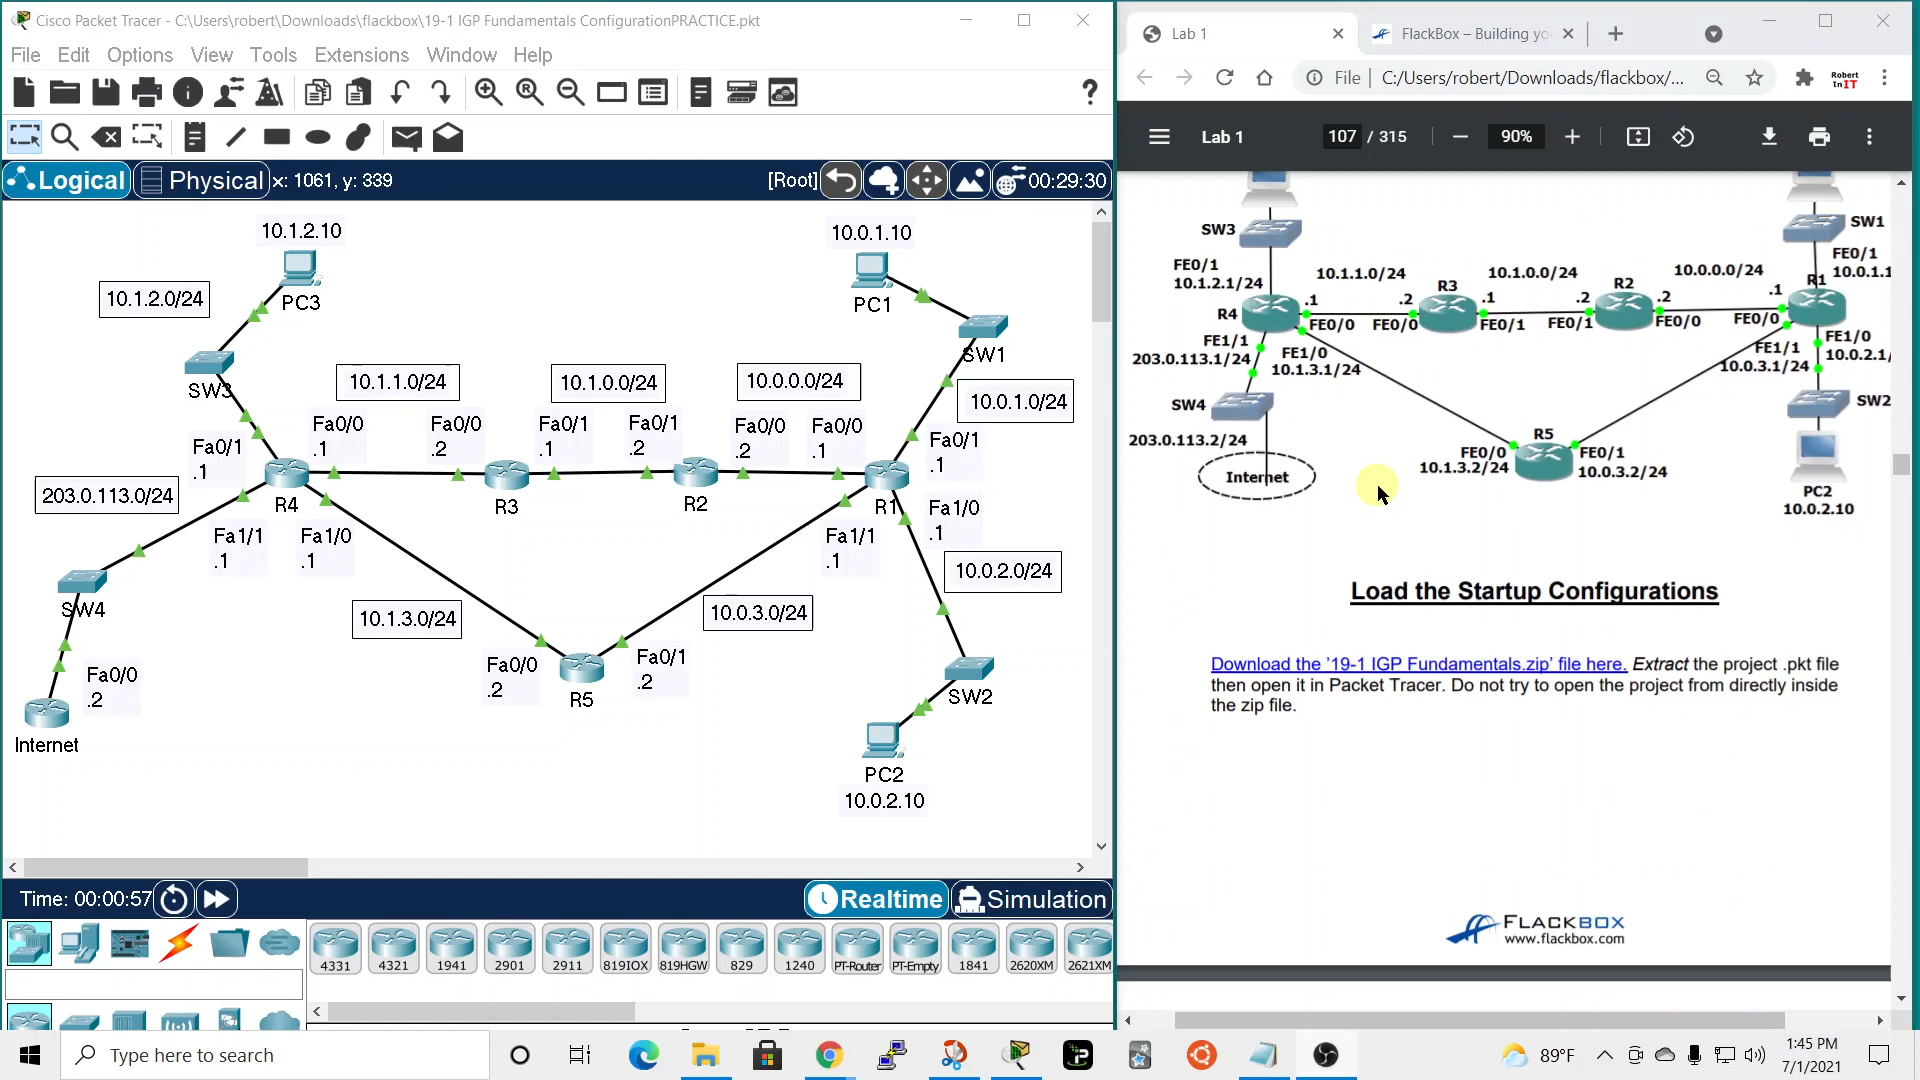 Cisco Packet Tracer - C:\Users\robert\Downloads\flackbox\19-1 IGP Fundamentals ConfigurationPRACTICE.pkt
File Edit Options View Tools Extensions Window Help
Logical Physical x: 1061, y: 339 [Root] 00:29:30
10.1.2.10
PC3
10.1.2.0/24
SW3
10.0.1.10
PC1
SW1
10.0.1.0/24
10.1.1.0/24
10.1.0.0/24
10.0.0.0/24
Fa0/1
.1
Fa0/0
.1
Fa0/0
.2
Fa0/1
.1
Fa0/1
.2
Fa0/0
.2
Fa0/0
.1
Fa0/1
.1
203.0.113.0/24
R4
R3
R2
R1
Fa1/1
.1
Fa1/0
.1
Fa1/1
.1
Fa1/0
.1
10.0.2.0/24
SW4
10.1.3.0/24
10.0.3.0/24
Fa0/0
.2
Fa0/0
.2
R5
Fa0/1
.2
SW2
Internet
PC2
10.0.2.10
Time: 00:00:57
Realtime Simulation
4331 4321 1941 2901 2911 819IOX 819HGW 829 1240 PT-Router PT-Empty 1841 2620XM 2621XM
Lab 1
FlackBox – Building yo
File C:/Users/robert/Downloads/flackbox/...
Robert
InIT
Lab 1 107 / 315 90%
SW3
SW1
FE0/1
10.1.2.1/24
10.1.1.0/24
10.1.0.0/24
10.0.0.0/24
FE0/1
10.0.1.1
R4
.1
.2
R3
.1
.2
R2
.2
.1
R1
FE0/0
FE0/0
FE0/1
FE0/1
FE0/0
FE0/0
FE1/1
203.0.113.1/24
FE1/0
10.1.3.1/24
FE1/1
10.0.3.1/24
FE1/0
10.0.2.1/
SW4
SW2
203.0.113.2/24
Internet
R5
FE0/0
10.1.3.2/24
FE0/1
10.0.3.2/24
PC2
10.0.2.10
Load the Startup Configurations
Download the '19-1 IGP Fundamentals.zip' file here. Extract the project .pkt file
then open it in Packet Tracer. Do not try to open the project from directly inside
the zip file.
FLACKBOX
www.flackbox.com
Type here to search
89°F
1:45 PM
7/1/2021